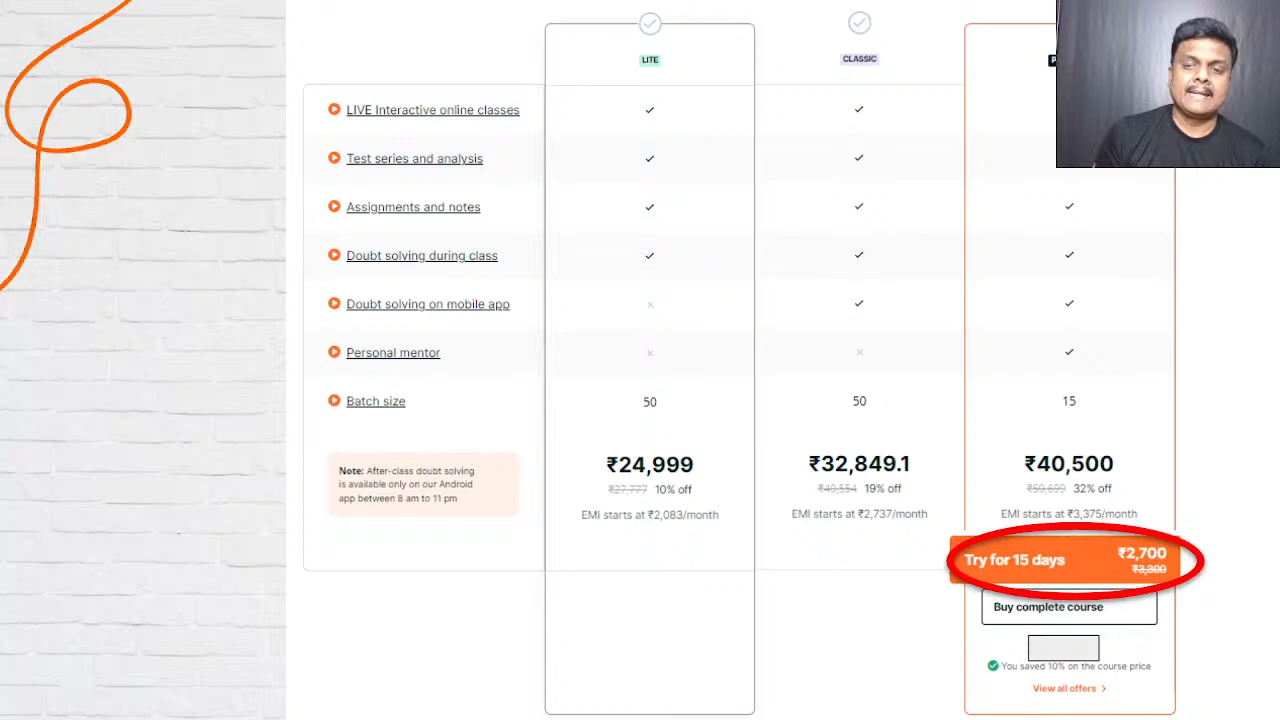 LITE
CLASSIC
LIVE Interactive online classes
Test series and analysis
Assignments and notes
Doubt solving during class
Doubt solving on mobile app
Personal mentor
Batch size
50
50
15
Note: After-class doubt solving
is available only on our Android
app between 8 am to 11 pm
₹24,999
₹27,777 10% off
EMI starts at ₹2,083/month
₹32,849.1
₹40,554 19% off
EMI starts at ₹2,737/month
₹40,500
₹59,699 32% off
EMI starts at ₹3,375/month
Try for 15 days
₹2,700
₹3,300
Buy complete course
You saved 10% on the course price
View all offers >